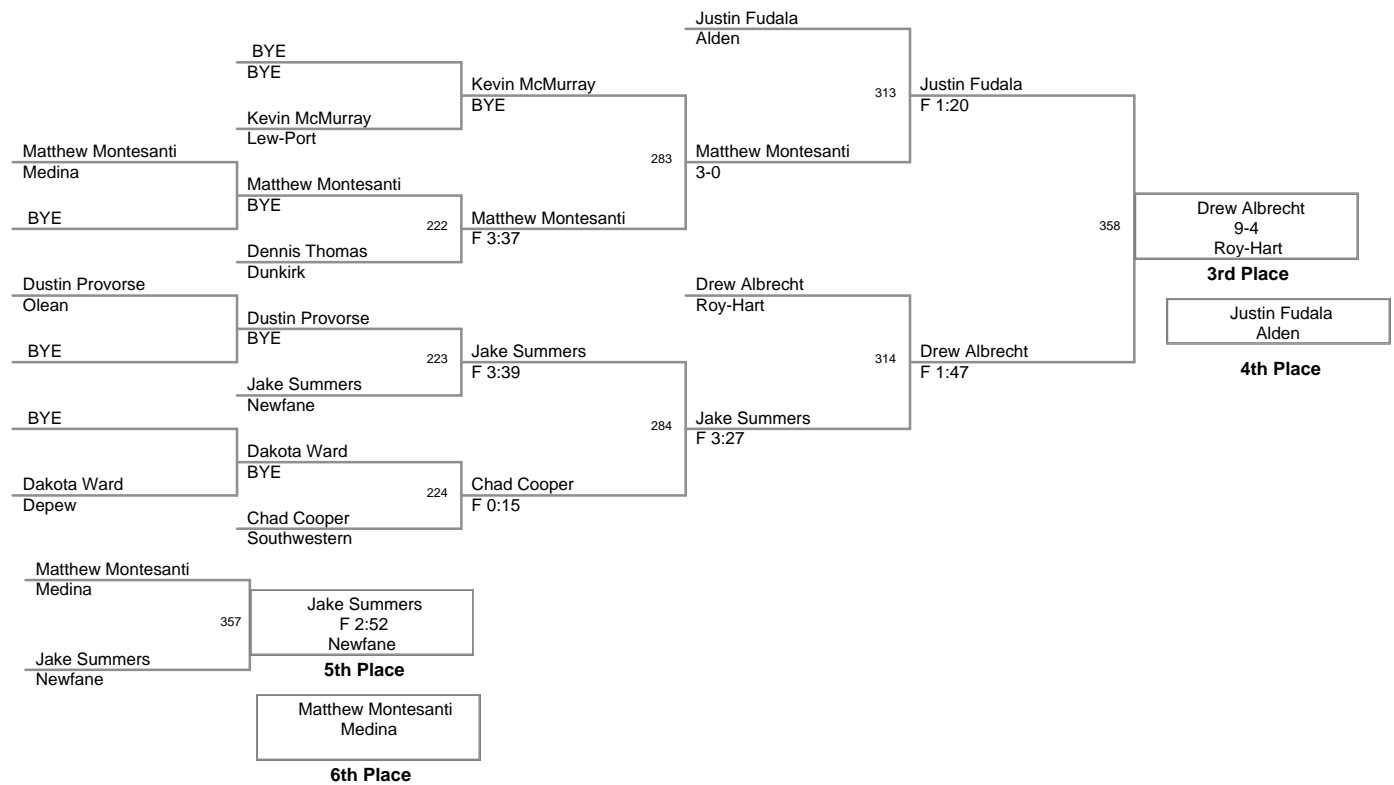 Justin Fudala
Alden
BYE
BYE
Kevin McMurray
BYE
313
Justin Fudala
F 1:20
Kevin McMurray
Lew-Port
Matthew Montesanti
Medina
283
Matthew Montesanti
3-0
Matthew Montesanti
BYE
BYE
222
Matthew Montesanti
F 3:37
358
Drew Albrecht
9-4
Roy-Hart
3rd Place
Dennis Thomas
Dunkirk
Dustin Provorse
Olean
Drew Albrecht
Roy-Hart
Justin Fudala
Alden
4th Place
Dustin Provorse
BYE
BYE
223
Jake Summers
F 3:39
314
Drew Albrecht
F 1:47
Jake Summers
Newfane
BYE
284
Jake Summers
F 3:27
Dakota Ward
BYE
Dakota Ward
Depew
224
Chad Cooper
F 0:15
Chad Cooper
Southwestern
Matthew Montesanti
Medina
357
Jake Summers
F 2:52
Newfane
5th Place
Jake Summers
Newfane
Matthew Montesanti
Medina
6th Place